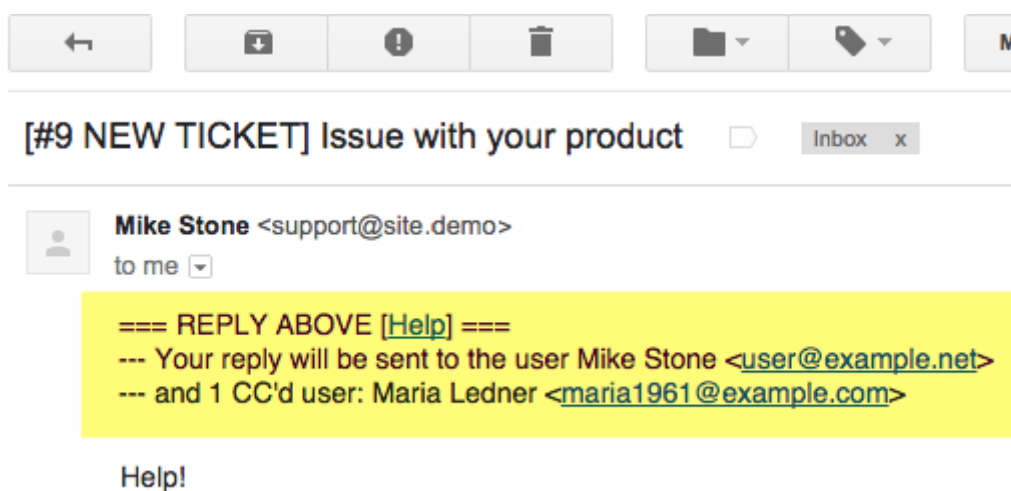 M
[#9 NEW TICKET] Issue with your product
Inbox x
Mike Stone <support@site.demo>
to me
=== REPLY ABOVE [Help] ===
--- Your reply will be sent to the user Mike Stone <user@example.net>
--- and 1 CC'd user: Maria Ledner <maria1961@example.com>
Help!